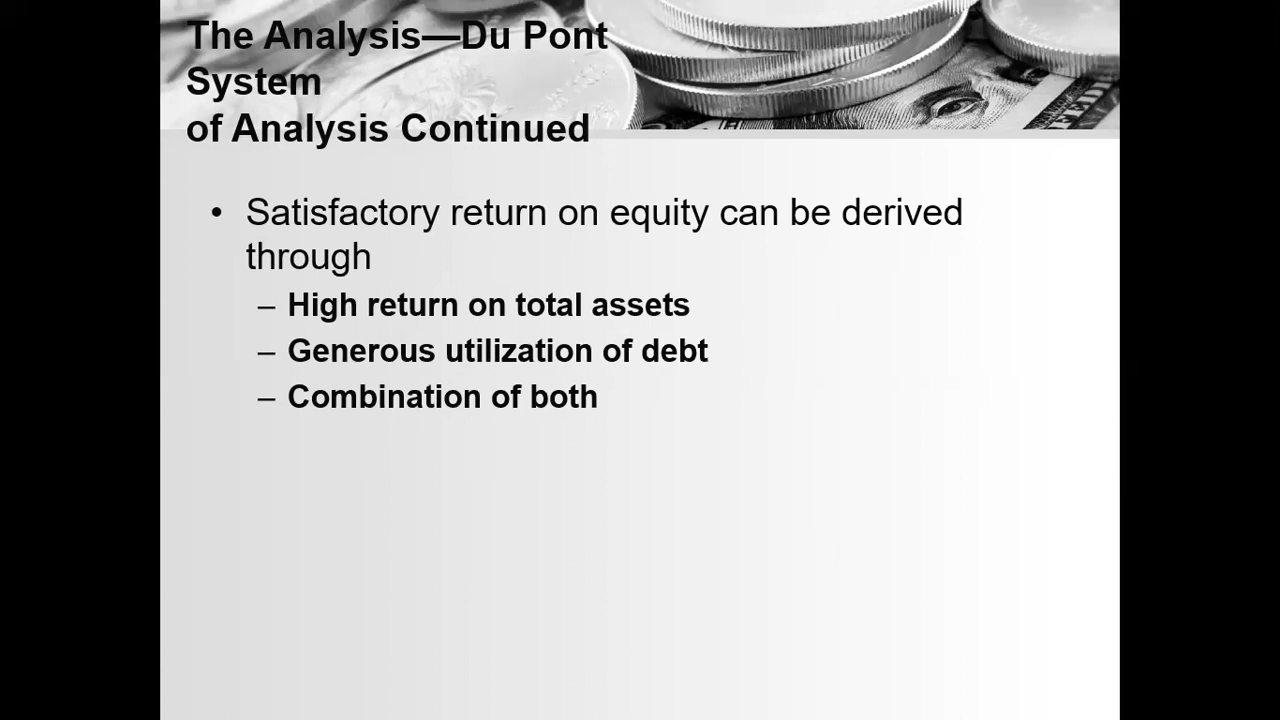 The Analysis—Du Pont
System
of Analysis Continued
• Satisfactory return on equity can be derived
through
– High return on total assets
– Generous utilization of debt
– Combination of both